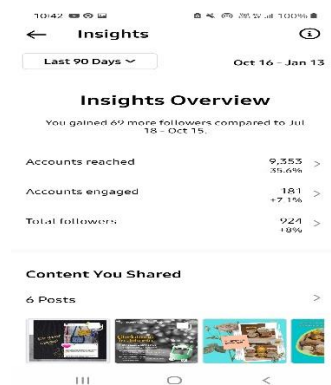 10:42
100%
Insights
Last 90 Days
Oct 16 - Jan 13
Insights Overview
You gained 69 more followers compared to Jul
18 - Oct 15.
Accounts reached
9,353
35.6%
Accounts engaged
181
+7.1%
Total followers
924
+8%
Content You Shared
6 Posts